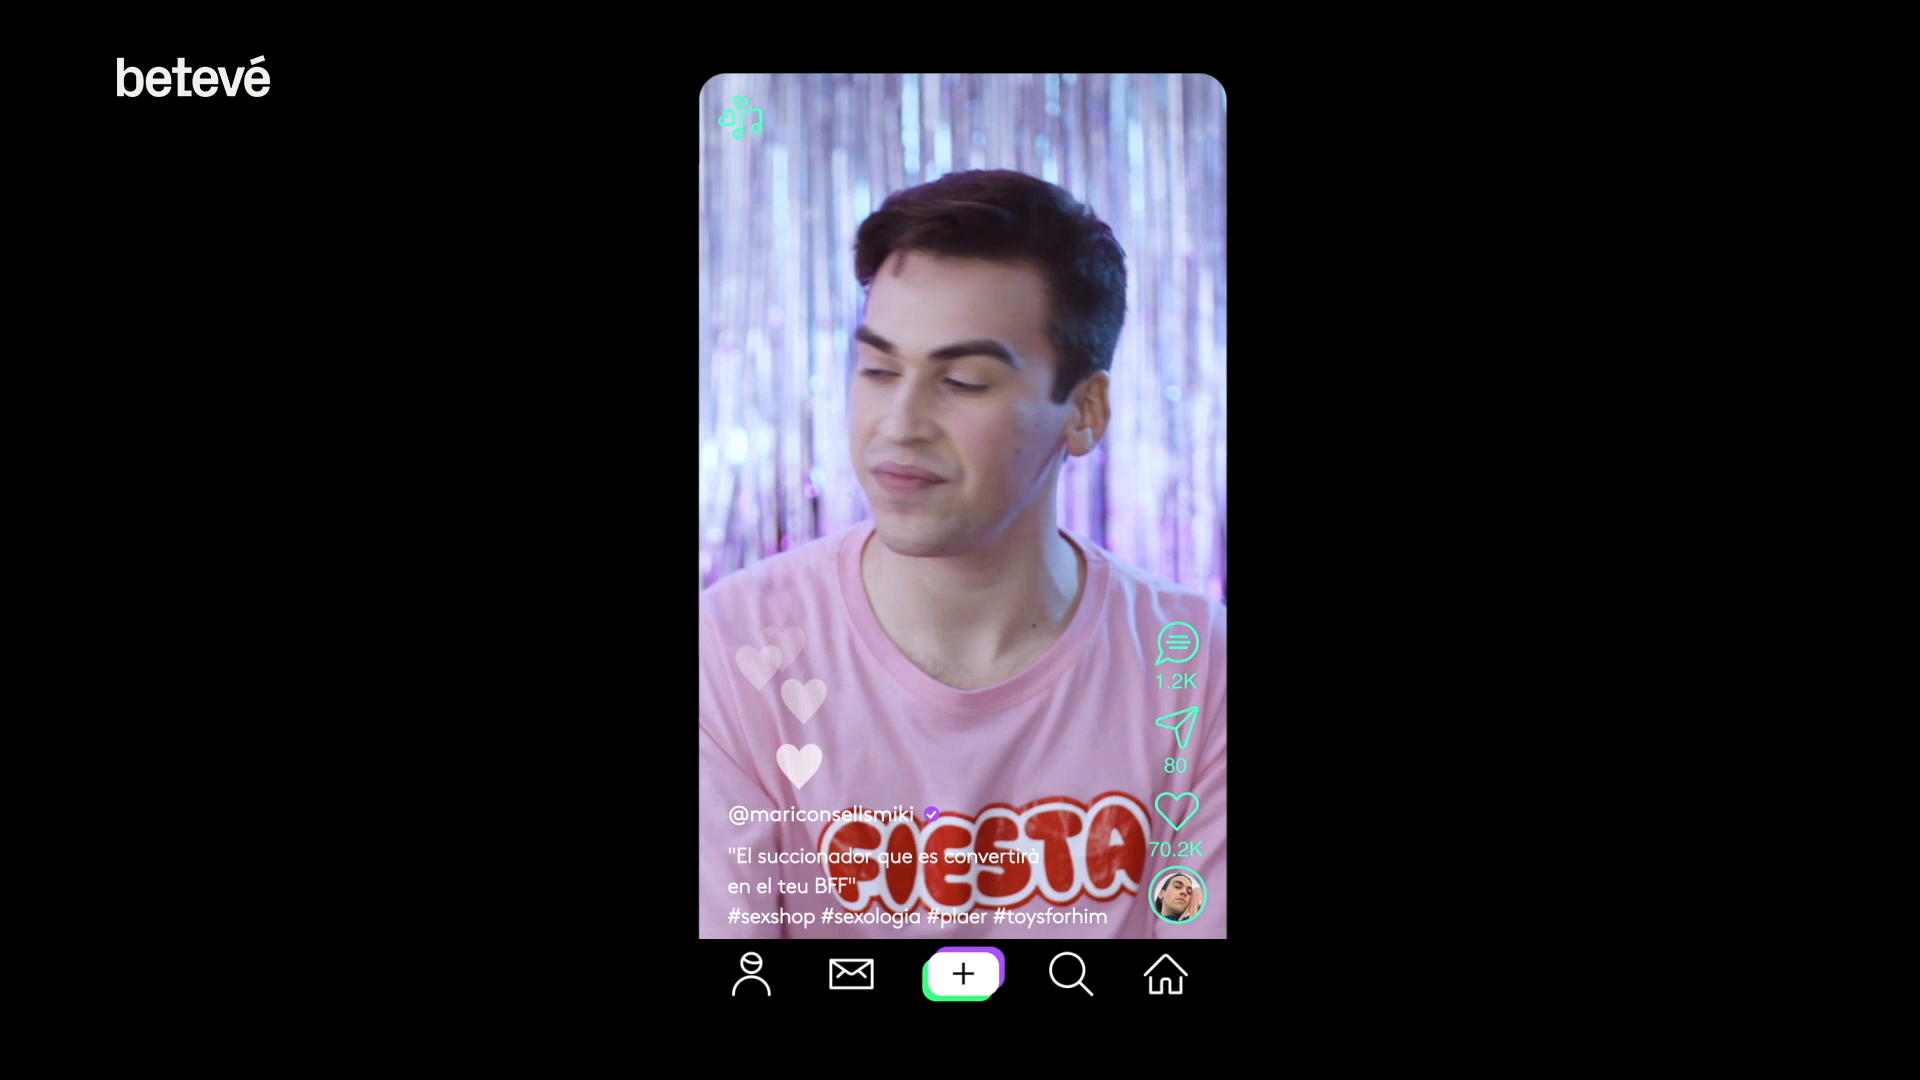 betevé
1.2K
80
@mariconsellsmiki
FIESTA
70.2K
"El succionador que es convertirà
en el teu BFF"
#sexshop #sexologia #plaer #toysforhim